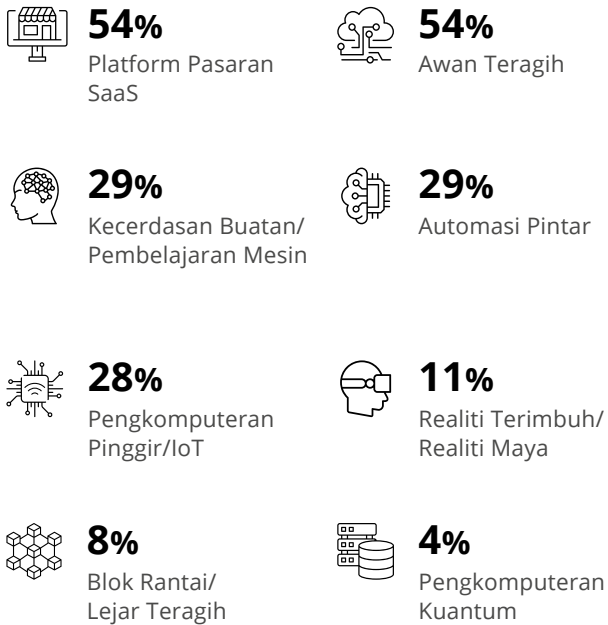 54%
Platform Pasaran
SaaS
54%
Awan Teragih
29%
Kecerdasan Buatan/
Pembelajaran Mesin
29%
Automasi Pintar
28%
Pengkomputeran
Pinggir/IoT
11%
Realiti Terimbuh/
Realiti Maya
8%
Blok Rantai/
Lejar Teragih
4%
Pengkomputeran
Kuantum